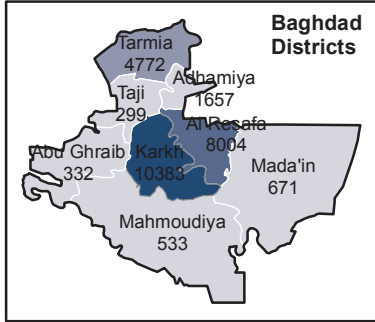 Baghdad
Districts
Tarmia
4772
Adhamiya
1657
Taji
299
Al Resafa
8004
Abu Ghraib
332
Karkh
10383
Mada'in
671
Mahmoudiya
533